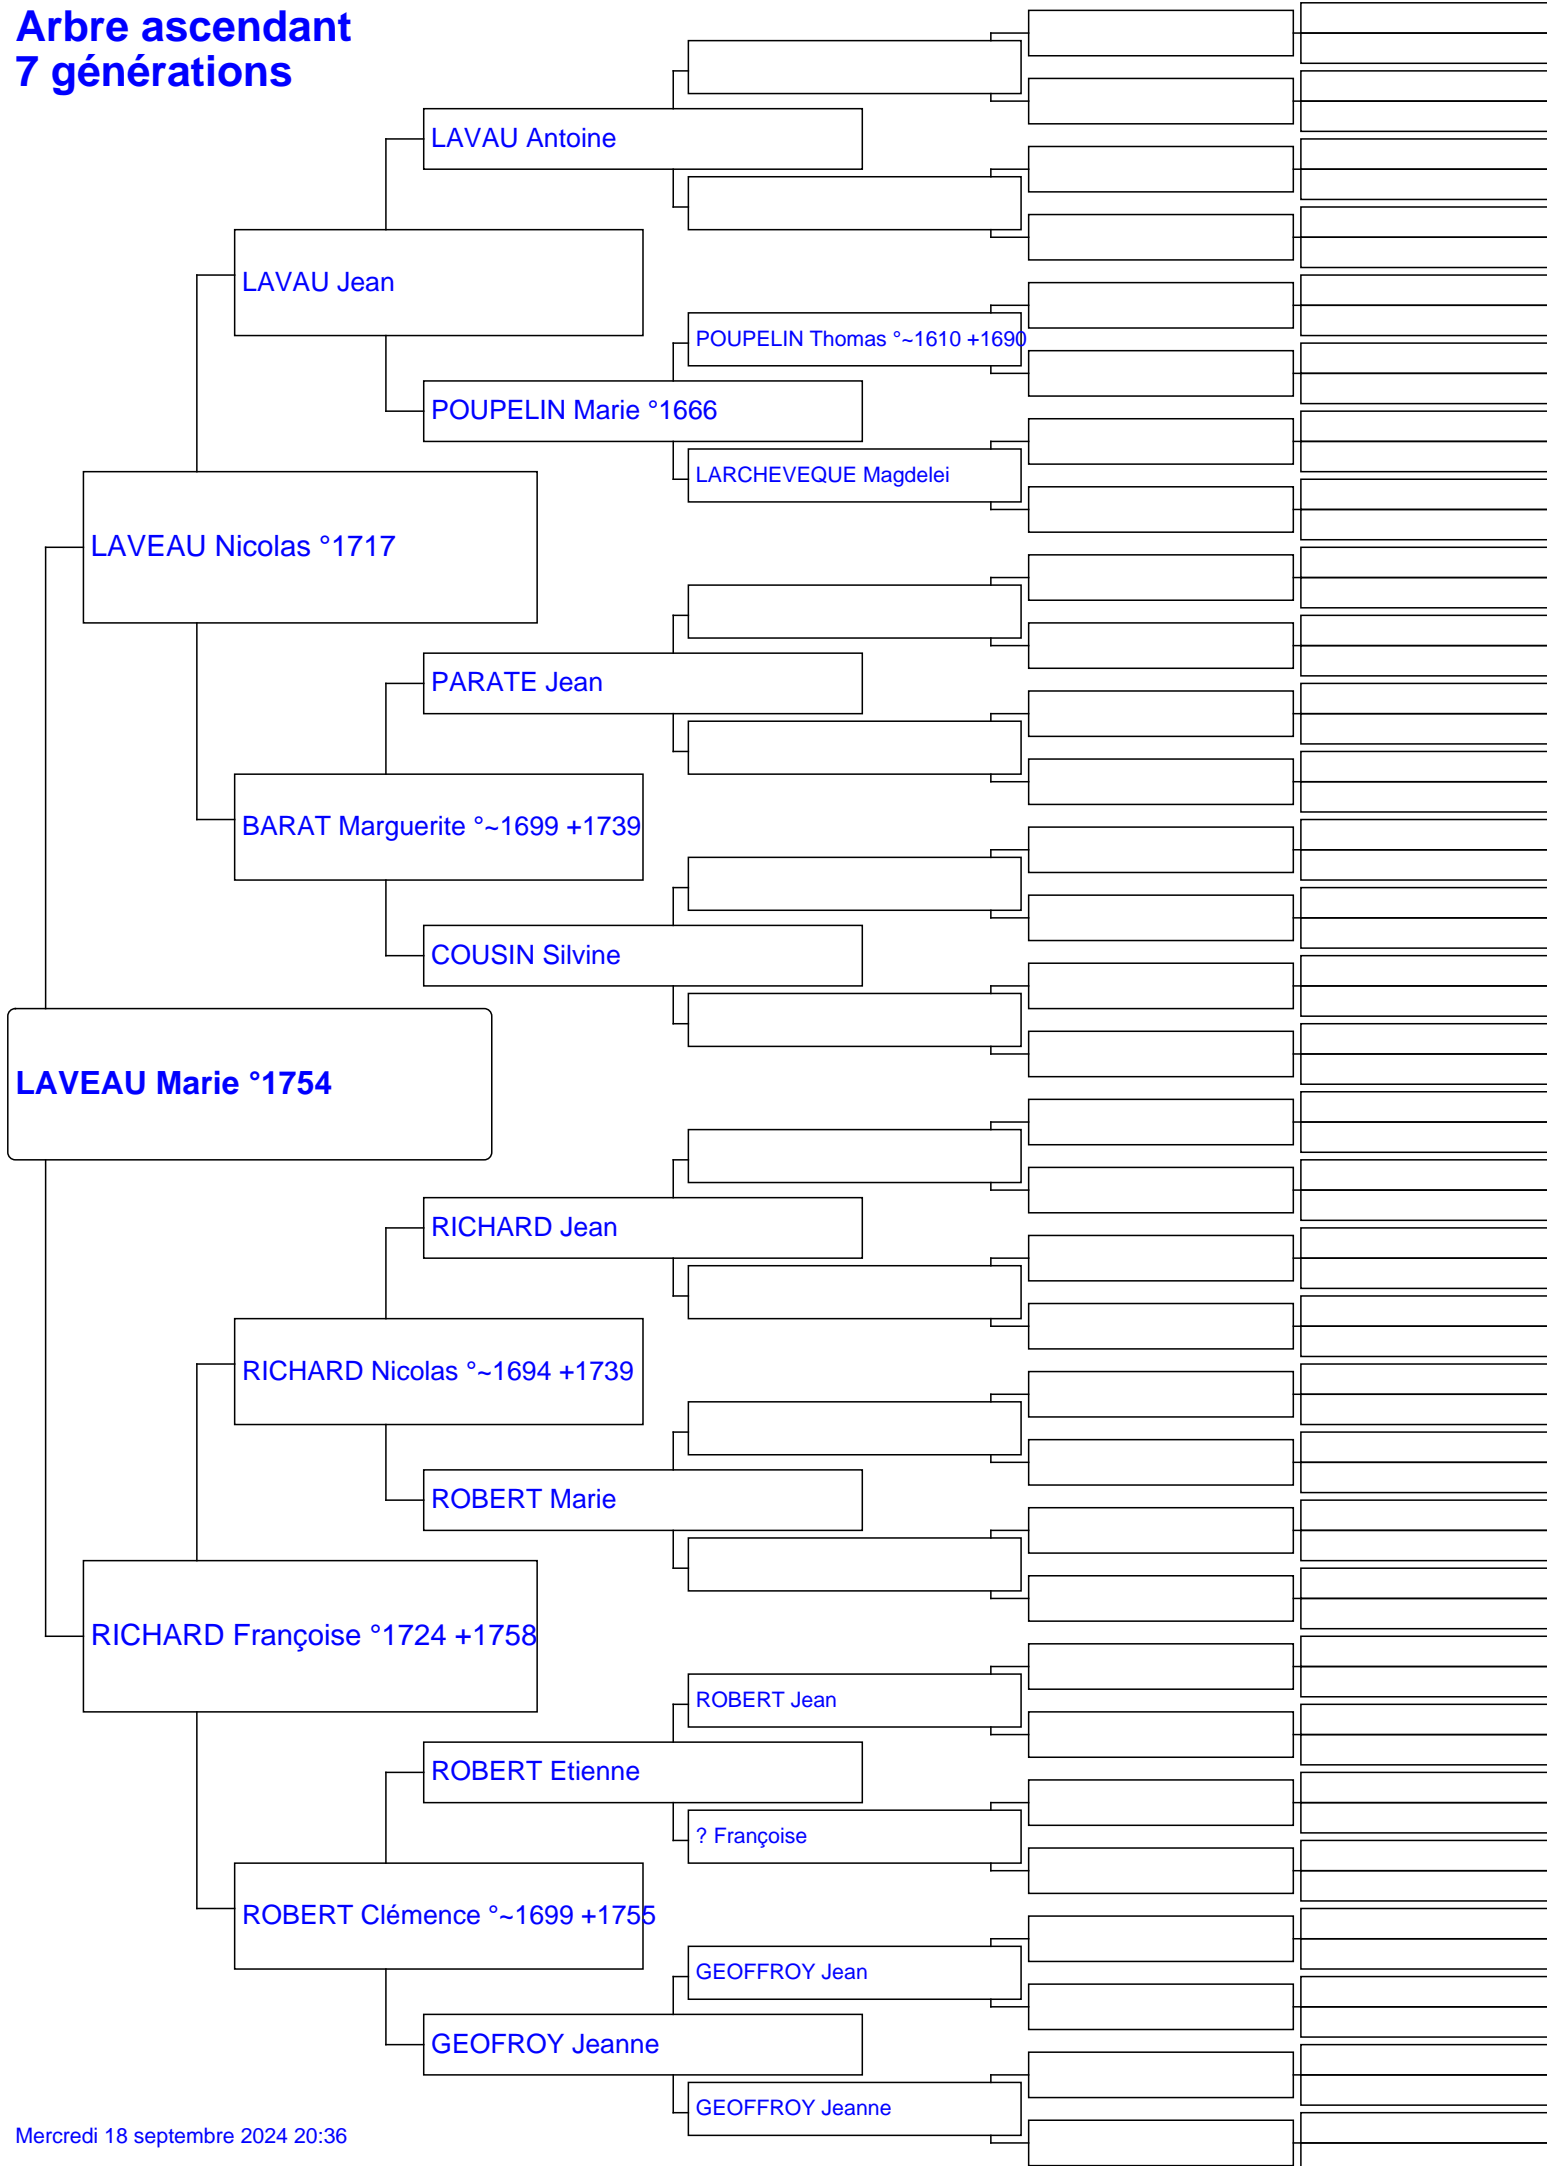 Arbre ascendant
7 générations
LAVAU Antoine
LAVAU Jean
POUPELIN Thomas °~1610 +1690
POUPELIN Marie °1666
LARCHEVEQUE Magdelei
LAVEAU Nicolas °1717
PARATE Jean
BARAT Marguerite °~1699 +1739
COUSIN Silvine
LAVEAU Marie °1754
RICHARD Jean
RICHARD Nicolas °~1694 +1739
ROBERT Marie
RICHARD Françoise °1724 +1758
ROBERT Jean
ROBERT Etienne
? Françoise
ROBERT Clémence °~1699 +1755
GEOFFROY Jean
GEOFROY Jeanne
GEOFFROY Jeanne
Mercredi 18 septembre 2024 20:36